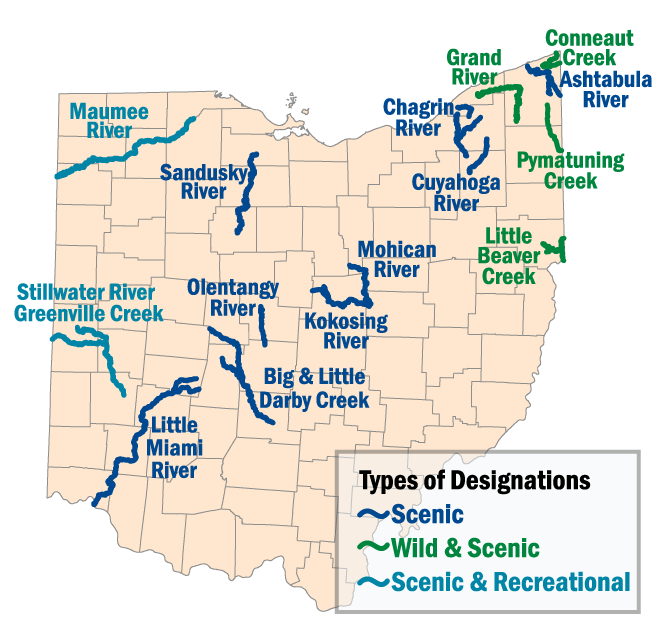 Conneaut
Creek
Grand
River
Ashtabula
River
Chagrin
River
Maumee
River
Pymatuning
Creek
Sandusky
River
Cuyahoga
River
Little
Beaver
Creek
Mohican
River
Stillwater River
Greenville Creek
Olentangy
River
Kokosing
River
Big & Little
Darby Creek
Little
Miami
River
Types of Designations
Scenic
Wild & Scenic
Scenic & Recreational